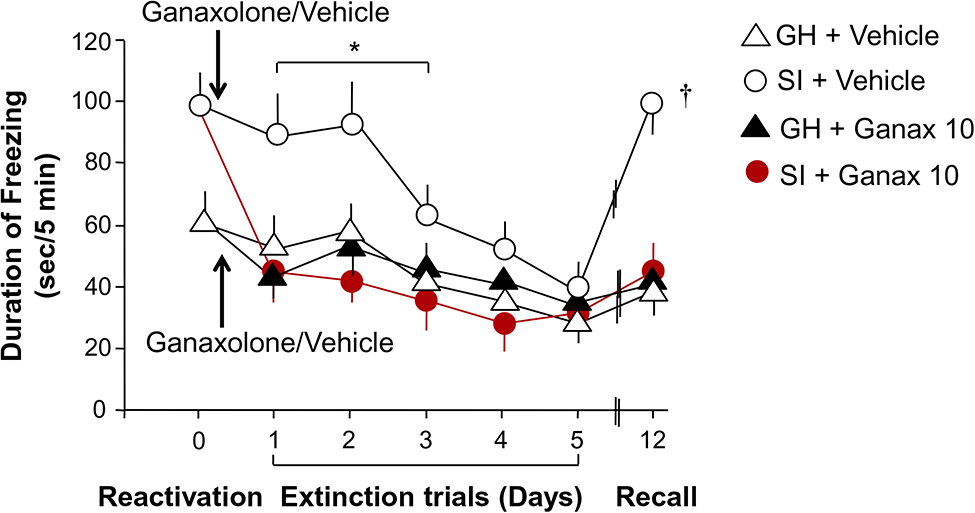 Ganaxolone/Vehicle
120
100
80
60
40
20
0
Duration of Freezing
(sec/5 min)
*
†
GH + Vehicle
SI + Vehicle
GH + Ganax 10
SI + Ganax 10
Ganaxolone/Vehicle
0 1 2 3 4 5 12
Reactivation Extinction trials (Days) Recall